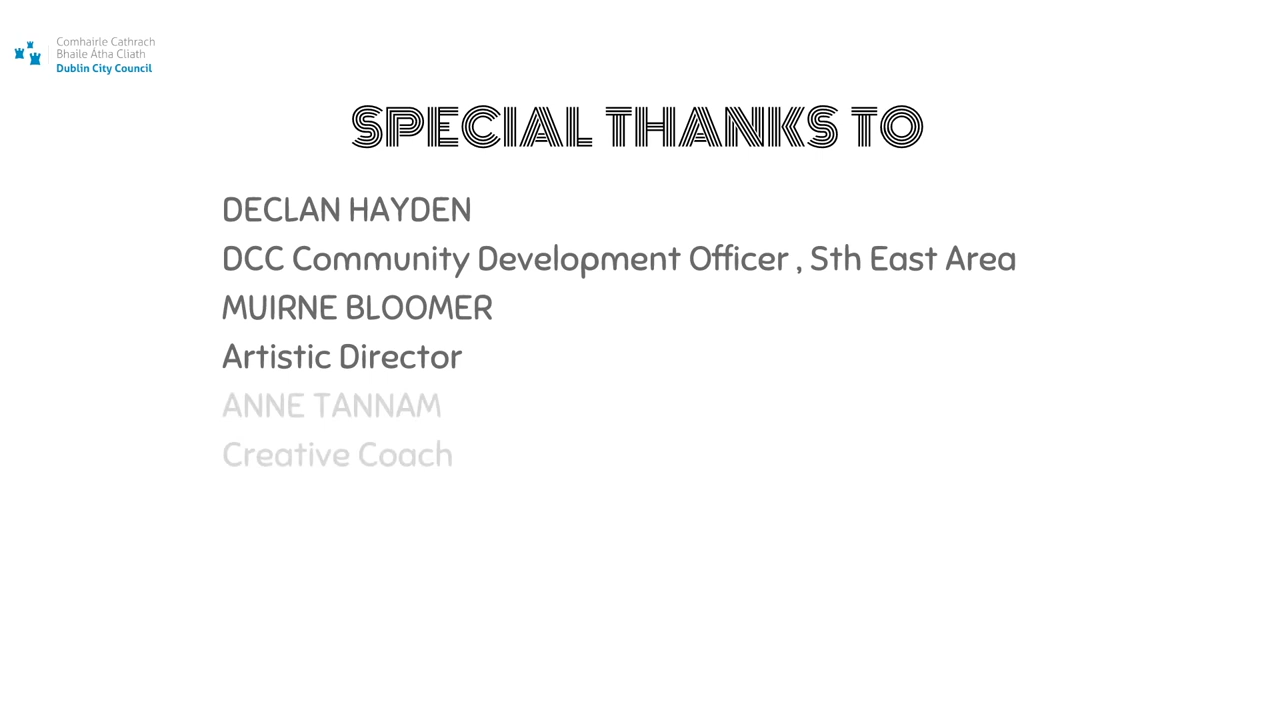 Comhairle Cathrach
Bhaile Átha Cliath
Dublin City Council
SPECIAL THANKS TO
DECLAN HAYDEN
DCC Community Development Officer , Sth East Area
MUIRNE BLOOMER
Artistic Director
ANNE TANNAM
Creative Coach